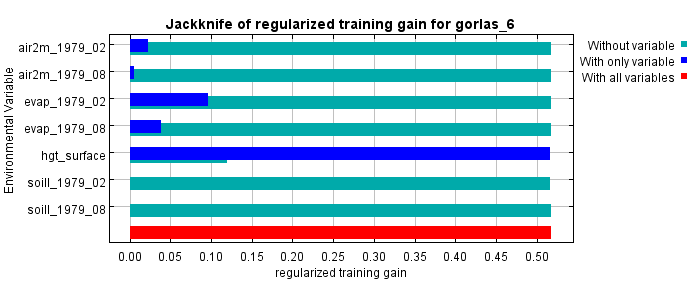 Jackknife of regularized training gain for gorlas_6
Environmental Variable
air2m_1979_02
air2m_1979_08
evap_1979_02
evap_1979_08
hgt_surface
soill_1979_02
soill_1979_08
0.00 0.05 0.10 0.15 0.20 0.25 0.30 0.35 0.40 0.45 0.50
regularized training gain
Without variable
With only variable
With all variables